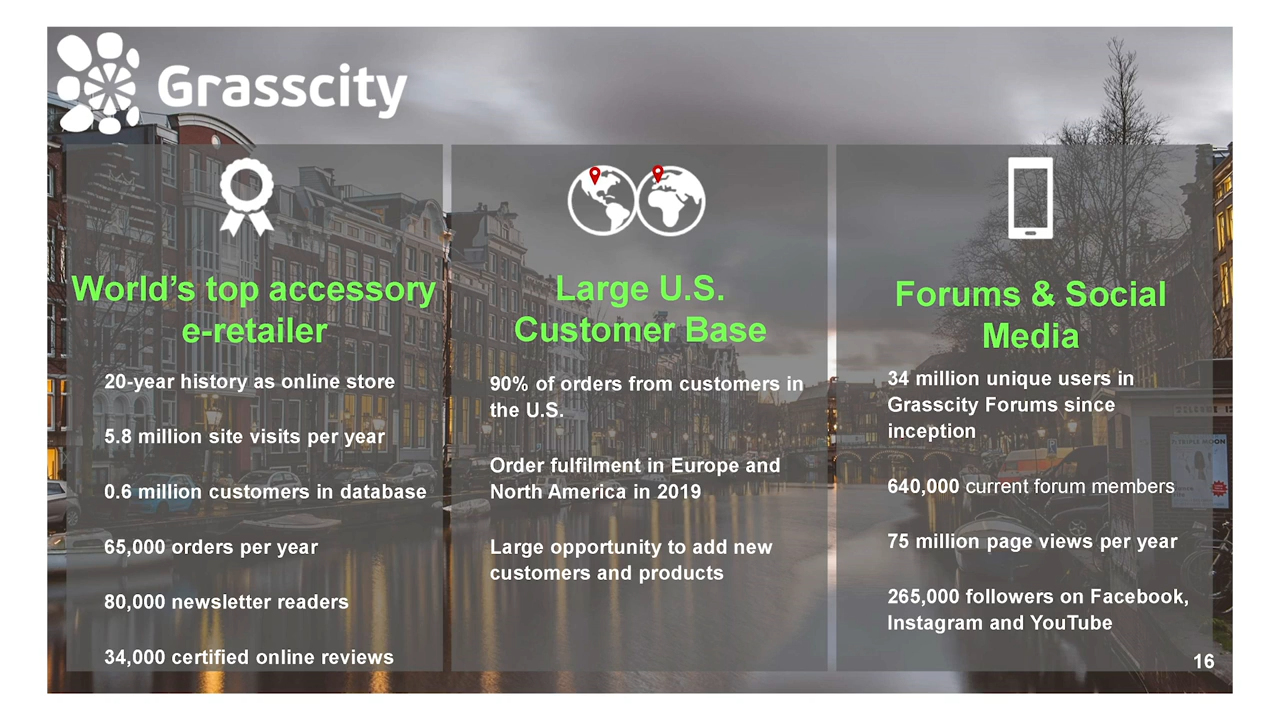 Grasscity
World's top accessory
e-retailer
20-year history as online store
5.8 million site visits per year
0.6 million customers in database
65,000 orders per year
80,000 newsletter readers
34,000 certified online reviews
Large U.S.
Customer Base
90% of orders from customers in
the U.S.
Order fulfilment in Europe and
North America in 2019
Large opportunity to add new
customers and products
Forums & Social
Media
34 million unique users in
Grasscity Forums since
inception
640,000 current forum members
75 million page views per year
265,000 followers on Facebook,
Instagram and YouTube
16